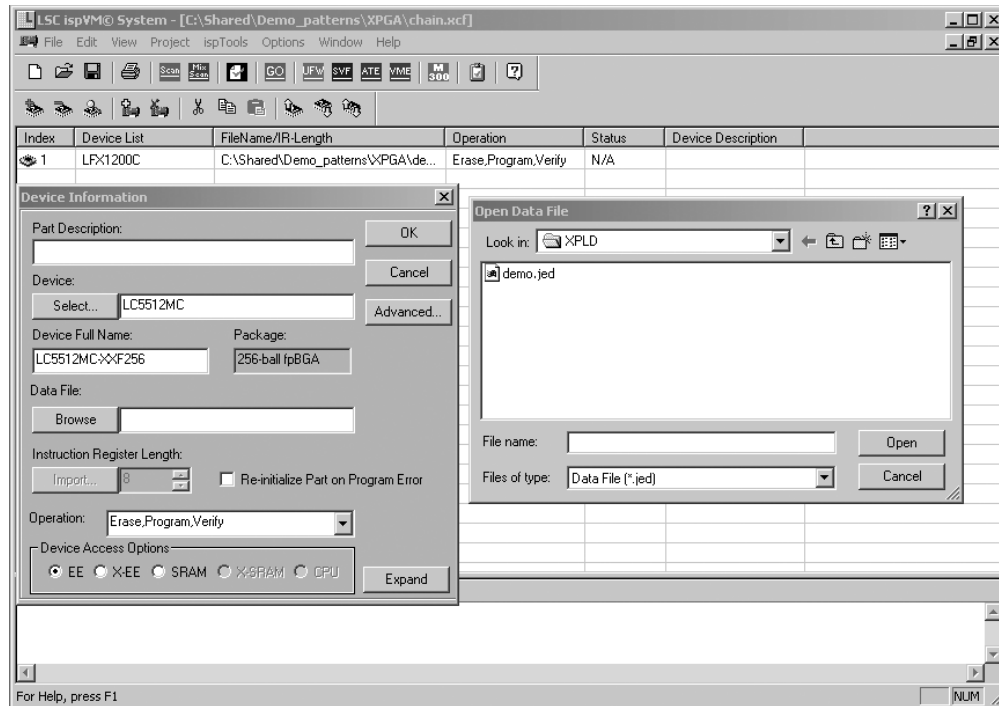 LSC ispVM© System - [C:\Shared\Demo_patterns\XPGA\chain.xcf]
File Edit View Project ispTools Options Window Help
Scan Mix Scan GO UFW SVF ATE VME M 300
Index Device List FileName/IR-Length Operation Status Device Description
1 LFX1200C C:\Shared\Demo_patterns\XPGA\de... Erase,Program,Verify N/A
Device Information
Part Description:
OK
Cancel
Device:
Select... LC5512MC
Advanced...
Device Full Name: Package:
LC5512MC-XXF256 256-ball fpBGA
Data File:
Browse
Instruction Register Length:
Import... 8 Re-initialize Part on Program Error
Operation: Erase,Program,Verify
Device Access Options
EE X-EE SRAM X-SRAM CPU
Expand
Open Data File
Look in: XPLD
demo.jed
File name: Open
Files of type: Data File (*.jed) Cancel
For Help, press F1 NUM